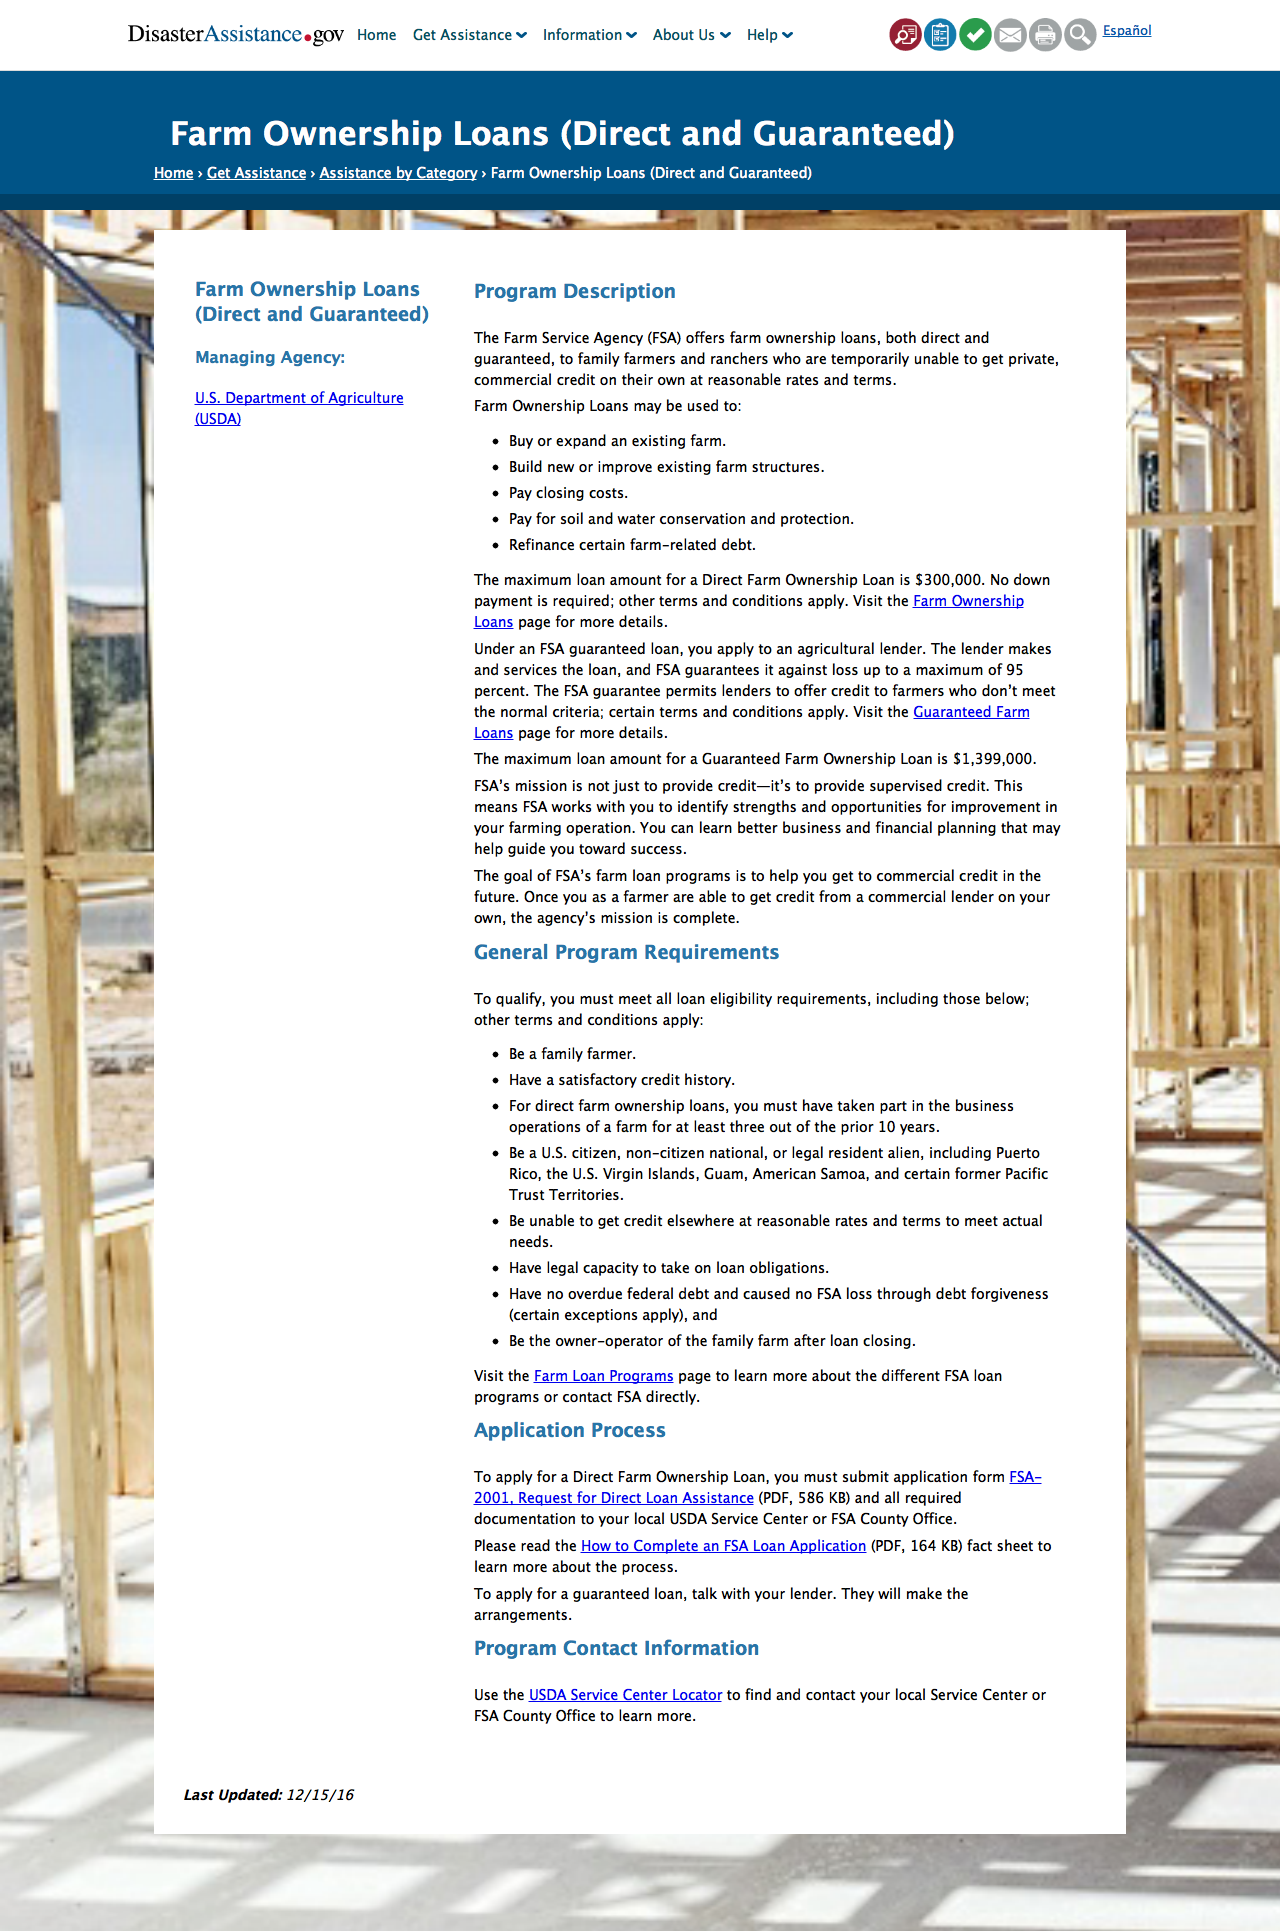 DisasterAssistance.gov Home Get Assistance Information About Us Help Español
Farm Ownership Loans (Direct and Guaranteed)
Home › Get Assistance › Assistance by Category › Farm Ownership Loans (Direct and Guaranteed)
Farm Ownership Loans
(Direct and Guaranteed)
Managing Agency:
U.S. Department of Agriculture
(USDA)
Program Description
The Farm Service Agency (FSA) offers farm ownership loans, both direct and
guaranteed, to family farmers and ranchers who are temporarily unable to get private,
commercial credit on their own at reasonable rates and terms.
Farm Ownership Loans may be used to:
• Buy or expand an existing farm.
• Build new or improve existing farm structures.
• Pay closing costs.
• Pay for soil and water conservation and protection.
• Refinance certain farm-related debt.
The maximum loan amount for a Direct Farm Ownership Loan is $300,000. No down
payment is required; other terms and conditions apply. Visit the Farm Ownership
Loans page for more details.
Under an FSA guaranteed loan, you apply to an agricultural lender. The lender makes
and services the loan, and FSA guarantees it against loss up to a maximum of 95
percent. The FSA guarantee permits lenders to offer credit to farmers who don’t meet
the normal criteria; certain terms and conditions apply. Visit the Guaranteed Farm
Loans page for more details.
The maximum loan amount for a Guaranteed Farm Ownership Loan is $1,399,000.
FSA’s mission is not just to provide credit—it’s to provide supervised credit. This
means FSA works with you to identify strengths and opportunities for improvement in
your farming operation. You can learn better business and financial planning that may
help guide you toward success.
The goal of FSA’s farm loan programs is to help you get to commercial credit in the
future. Once you as a farmer are able to get credit from a commercial lender on your
own, the agency’s mission is complete.
General Program Requirements
To qualify, you must meet all loan eligibility requirements, including those below;
other terms and conditions apply:
• Be a family farmer.
• Have a satisfactory credit history.
• For direct farm ownership loans, you must have taken part in the business
operations of a farm for at least three out of the prior 10 years.
• Be a U.S. citizen, non-citizen national, or legal resident alien, including Puerto
Rico, the U.S. Virgin Islands, Guam, American Samoa, and certain former Pacific
Trust Territories.
• Be unable to get credit elsewhere at reasonable rates and terms to meet actual
needs.
• Have legal capacity to take on loan obligations.
• Have no overdue federal debt and caused no FSA loss through debt forgiveness
(certain exceptions apply), and
• Be the owner-operator of the family farm after loan closing.
Visit the Farm Loan Programs page to learn more about the different FSA loan
programs or contact FSA directly.
Application Process
To apply for a Direct Farm Ownership Loan, you must submit application form FSA-
2001, Request for Direct Loan Assistance (PDF, 586 KB) and all required
documentation to your local USDA Service Center or FSA County Office.
Please read the How to Complete an FSA Loan Application (PDF, 164 KB) fact sheet to
learn more about the process.
To apply for a guaranteed loan, talk with your lender. They will make the
arrangements.
Program Contact Information
Use the USDA Service Center Locator to find and contact your local Service Center or
FSA County Office to learn more.
Last Updated: 12/15/16